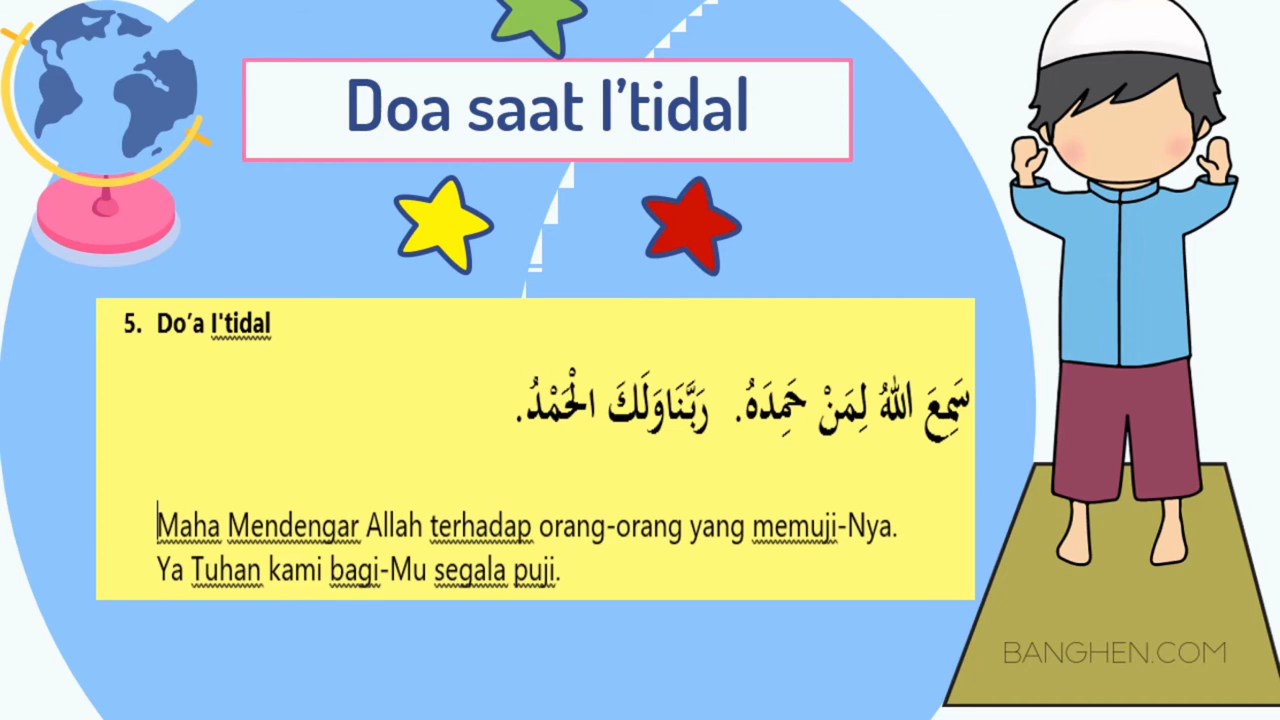 Doa saat I’tidal
5. Do’a I'tidal
سَمِعَ اللهُ لِمَنْ حَمِدَهُ. رَبَّنَاوَلَكَ الْحَمْدُ.
Maha Mendengar Allah terhadap orang-orang yang memuji-Nya.
Ya Tuhan kami bagi-Mu segala puji.
BANGHEN.COM